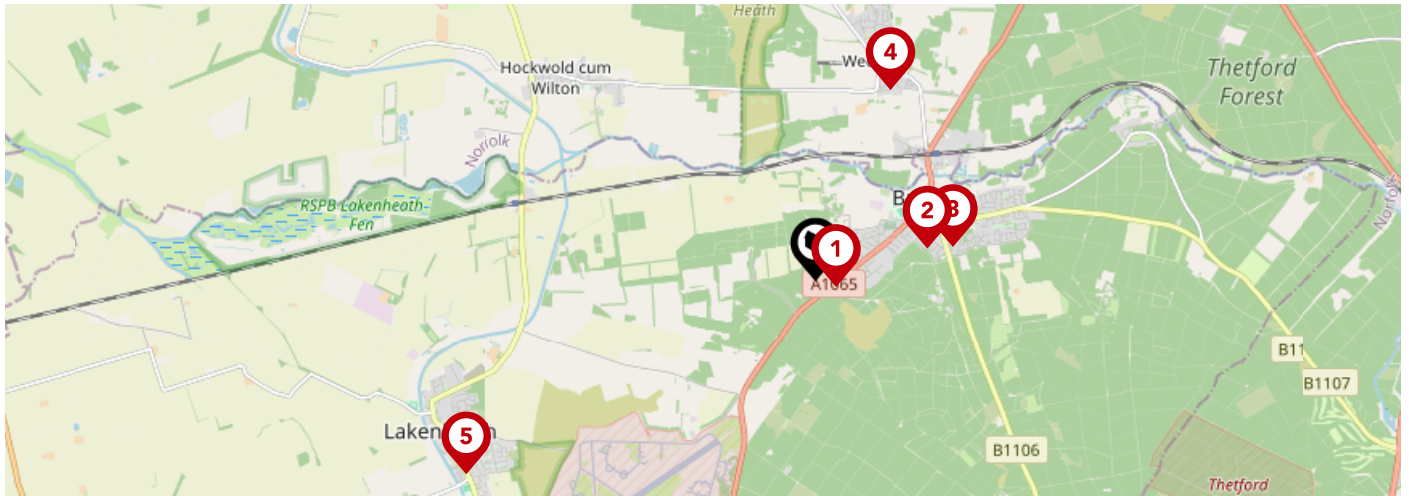 Heath
4
Hockwold cum
Wilton
Thetford
Forest
Norfolk
Norfolk
RSPB Lakenheath
Fen
2
3
1
A1065
B11
B1107
5
B1106
Thetford